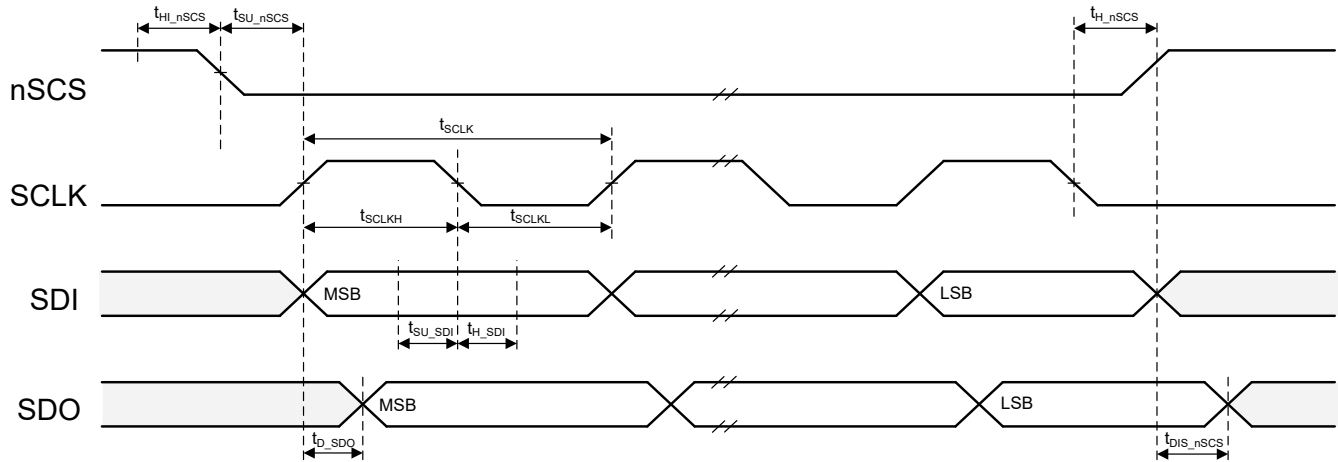 tHI_nSCS tSU_nSCS tH_nSCS
nSCS
tSCLK
SCLK
tSCLKH tSCLKL
SDI MSB LSB
tSU_SDI tH_SDI
SDO MSB LSB
tD_SDO tDIS_nSCS